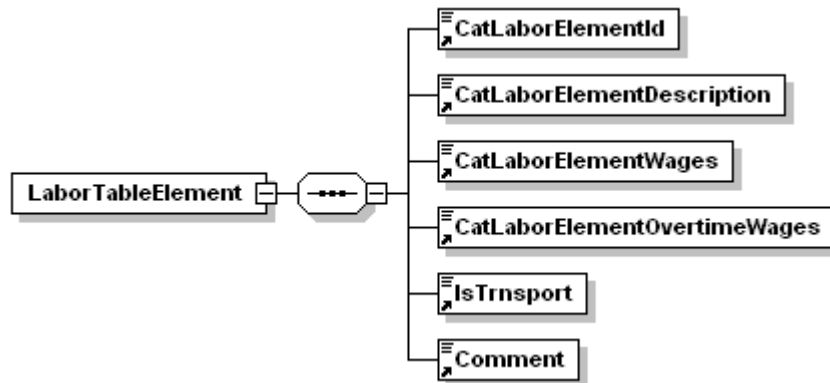 CatLaborElementId
CatLaborElementDescription
CatLaborElementWages
LaborTableElement
CatLaborElementOvertimeWages
IsTrnsport
Comment